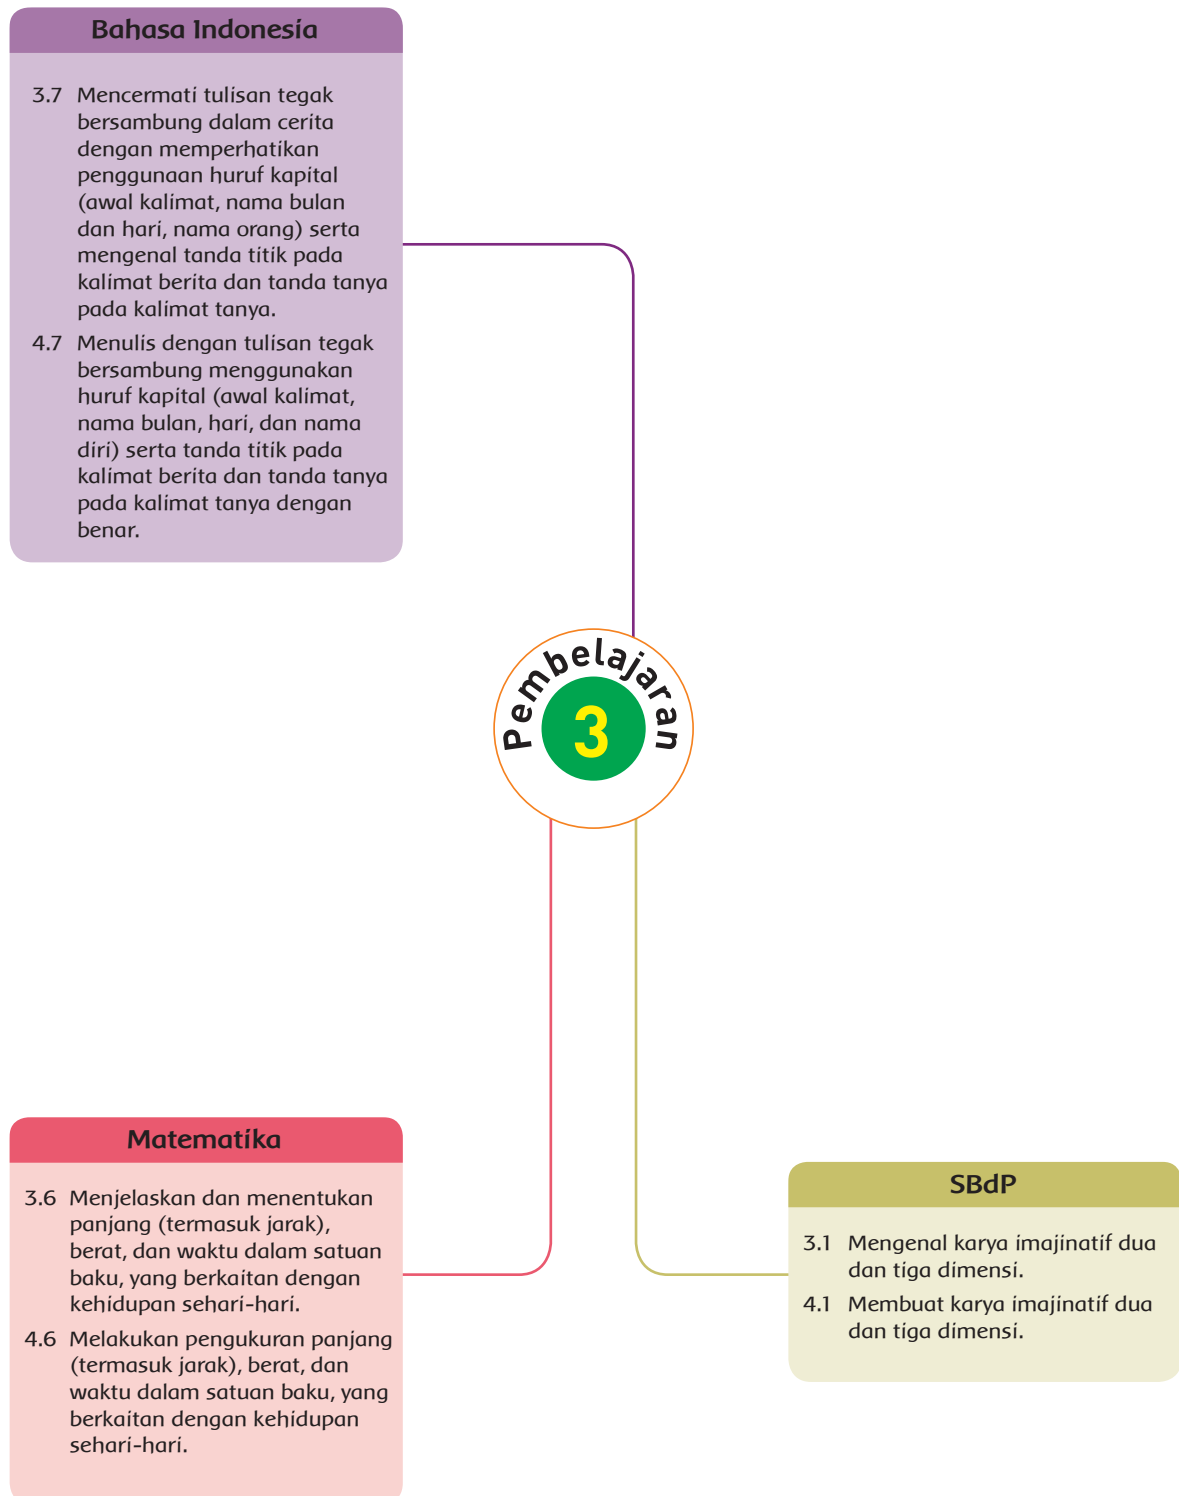 Bahasa Indonesia
3.7 Mencermati tulisan tegak
bersambung dalam cerita
dengan memperhatikan
penggunaan huruf kapital
(awal kalimat, nama bulan
dan hari, nama orang) serta
mengenal tanda titik pada
kalimat berita dan tanda tanya
pada kalimat tanya.
4.7 Menulis dengan tulisan tegak
bersambung menggunakan
huruf kapital (awal kalimat,
nama bulan, hari, dan nama
diri) serta tanda titik pada
kalimat berita dan tanda tanya
pada kalimat tanya dengan
benar.
Pembelajaran
3
Matematika
3.6 Menjelaskan dan menentukan
panjang (termasuk jarak),
berat, dan waktu dalam satuan
baku, yang berkaitan dengan
kehidupan sehari-hari.
4.6 Melakukan pengukuran panjang
(termasuk jarak), berat, dan
waktu dalam satuan baku, yang
berkaitan dengan kehidupan
sehari-hari.
SBdP
3.1 Mengenal karya imajinatif dua
dan tiga dimensi.
4.1 Membuat karya imajinatif dua
dan tiga dimensi.